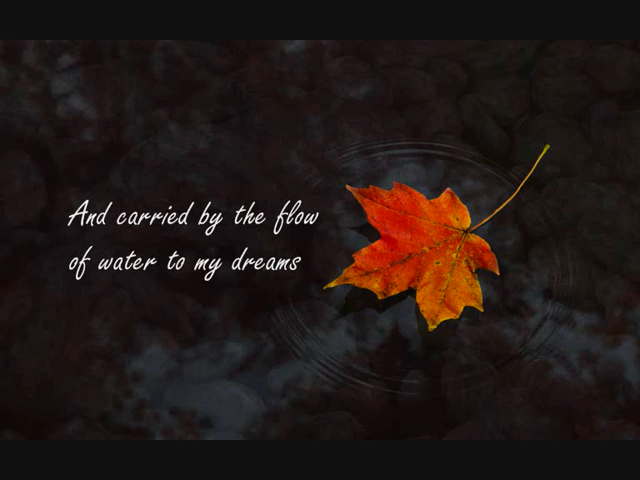 And carried by the flow
of water to my dreams